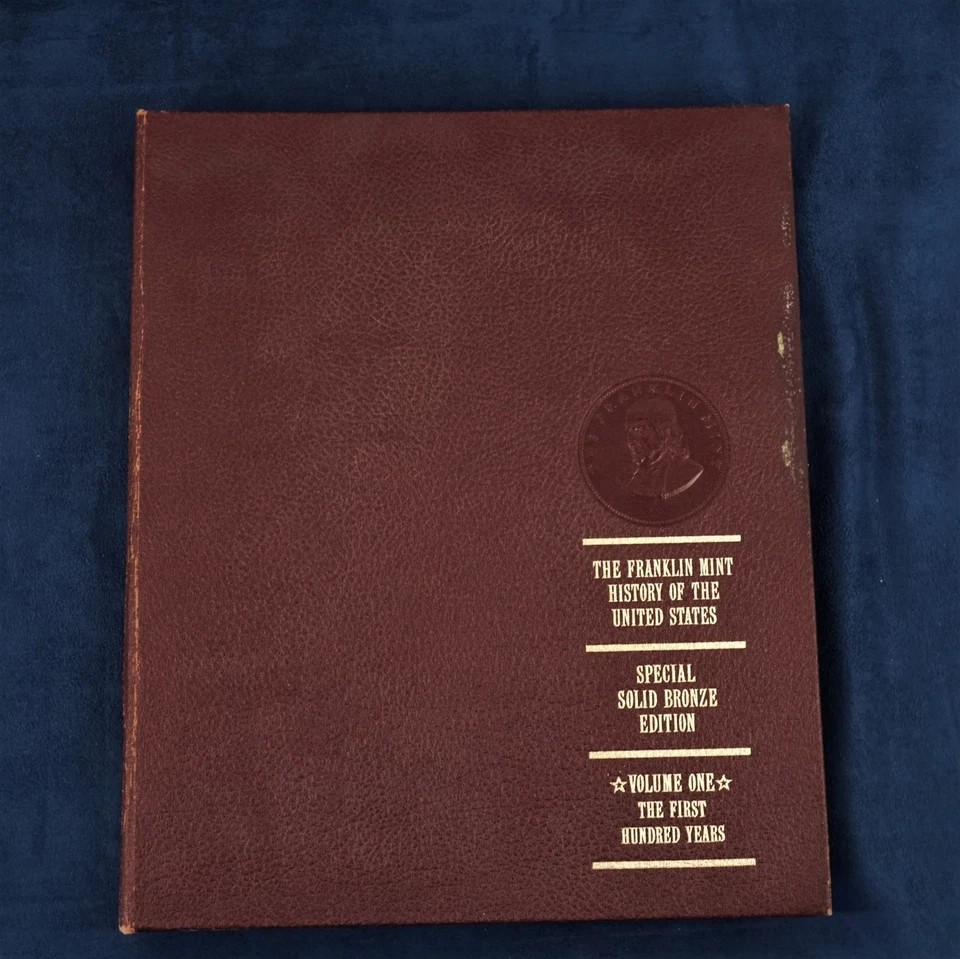 THE FRANKLIN MINT
HISTORY OF THE
UNITED STATES
SPECIAL
SOLID BRONZE
EDITION
☆VOLUME ONE☆
THE FIRST
HUNDRED YEARS